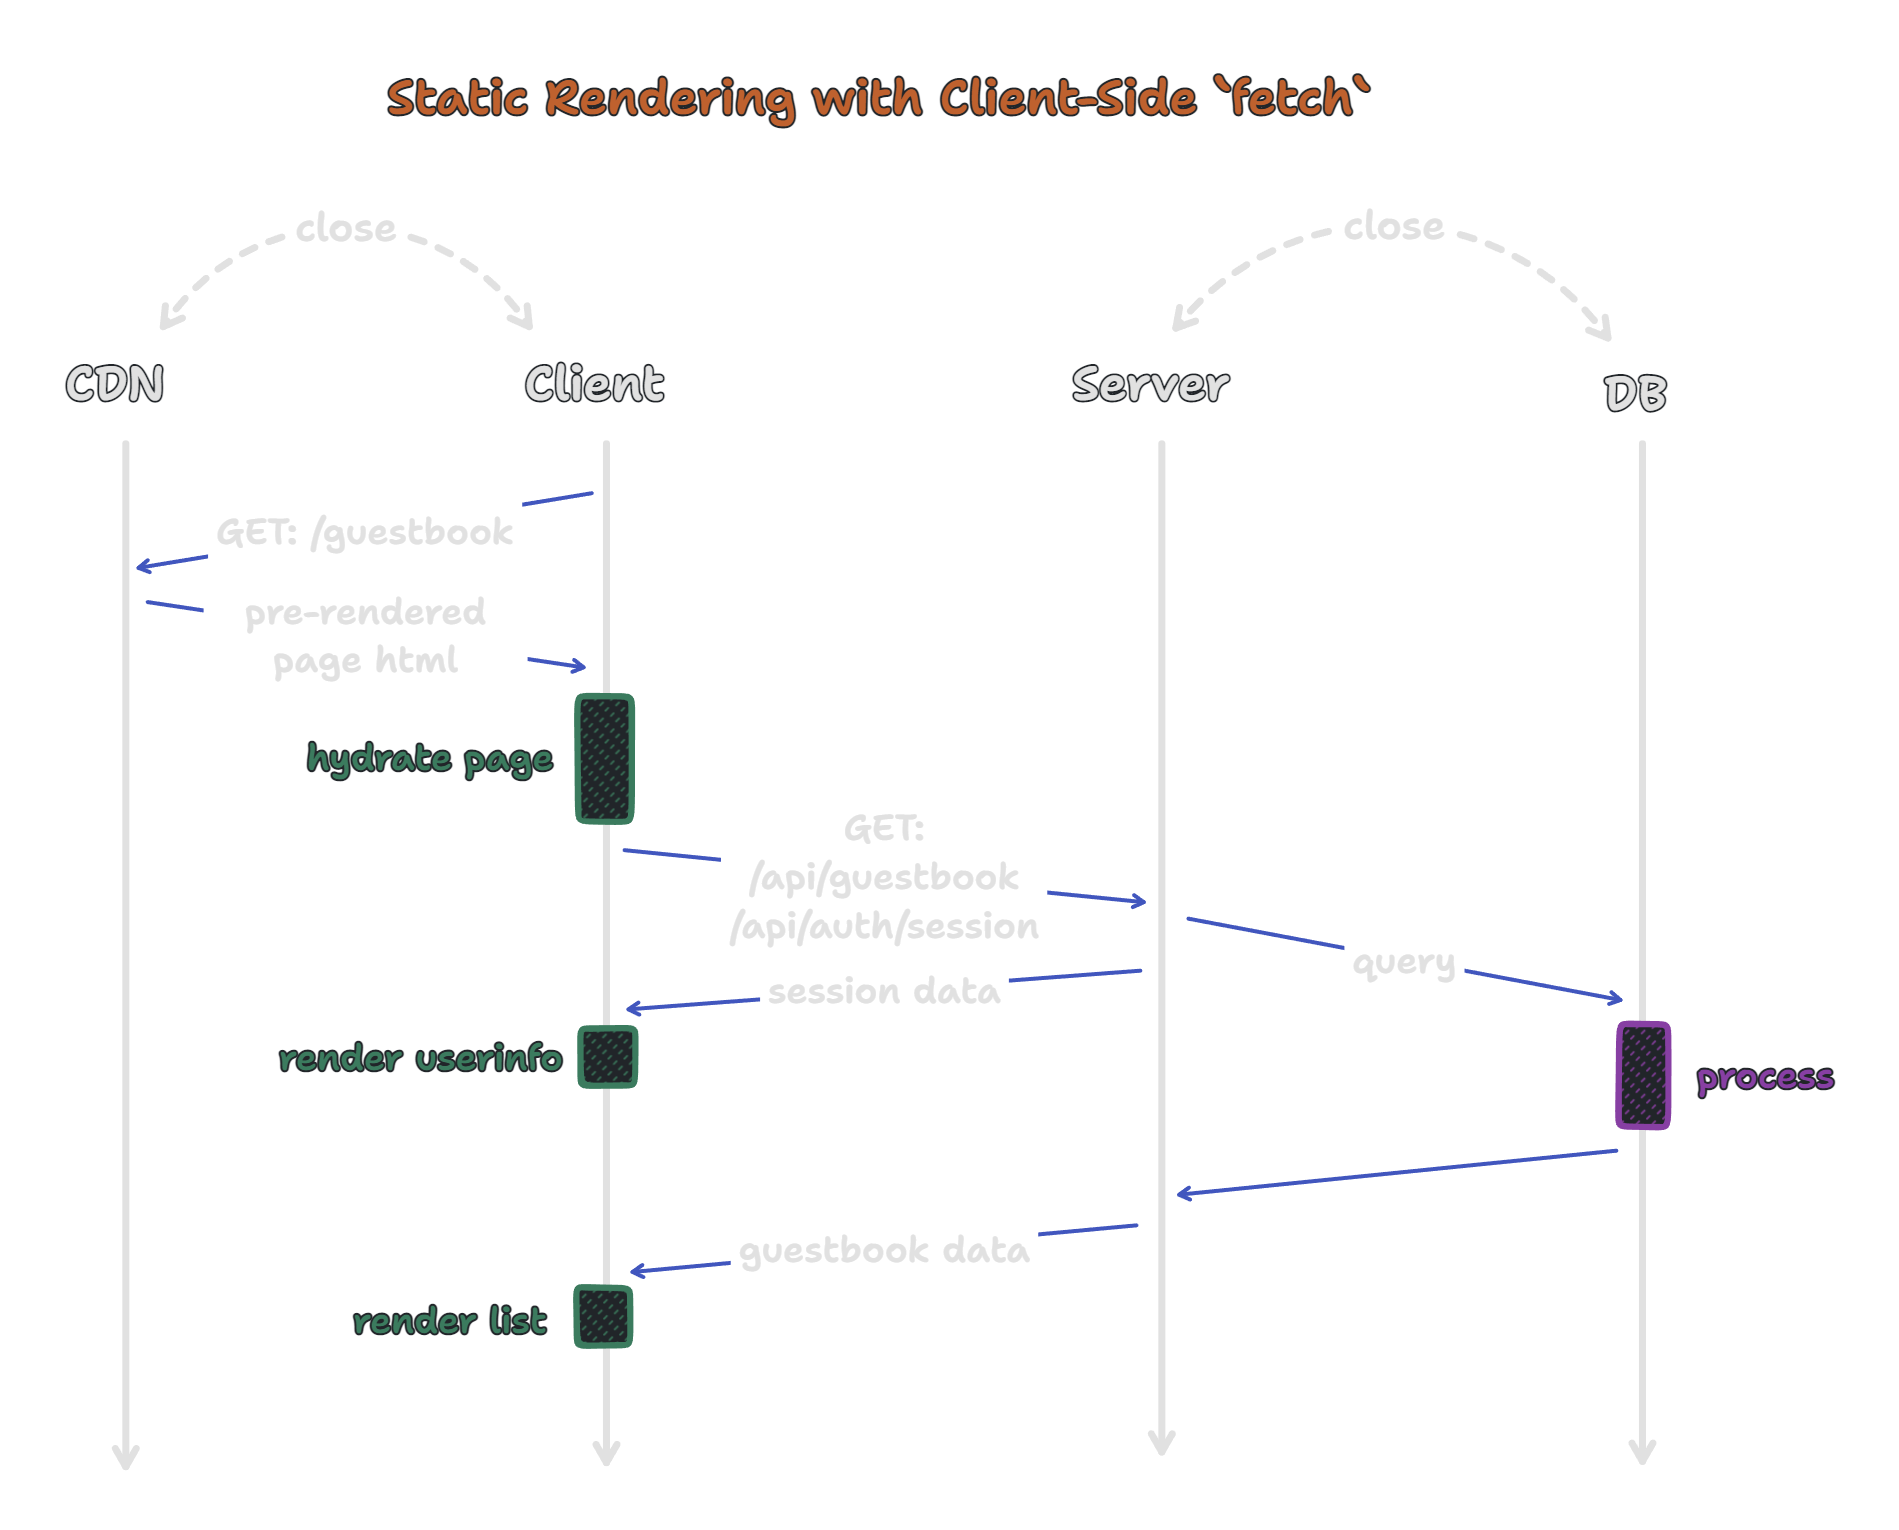 Static Rendering with Client-Side `fetch`
close
close
CDN
Client
Server
DB
GET: /guestbook
pre-rendered
page html
hydrate page
GET:
/api/guestbook
/api/auth/session
query
session data
render userinfo
process
guestbook data
render list